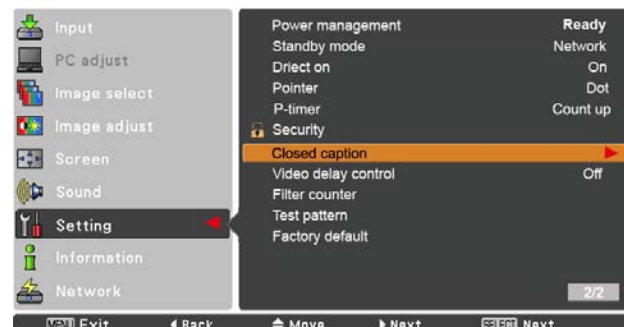 Input
PC adjust
Image select
Image adjust
Screen
Sound
Setting
Information
Network
Power management Ready
Standby mode Network
Driect on On
Pointer Dot
P-timer Count up
Security
Closed caption
Video delay control Off
Filter counter
Test pattern
Factory default
2/2
MENU Exit Back Move Next SELECT Next